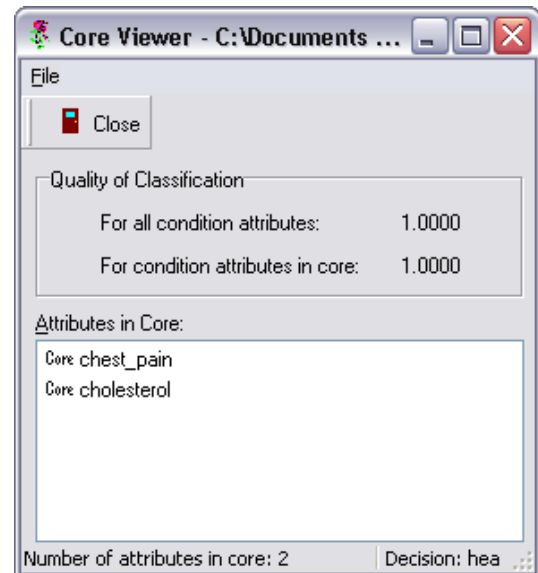 Core Viewer - C:\Documents ...
File
Close
Quality of Classification
For all condition attributes: 1.0000
For condition attributes in core: 1.0000
Attributes in Core:
Core chest_pain
Core cholesterol
Number of attributes in core: 2 Decision: hea